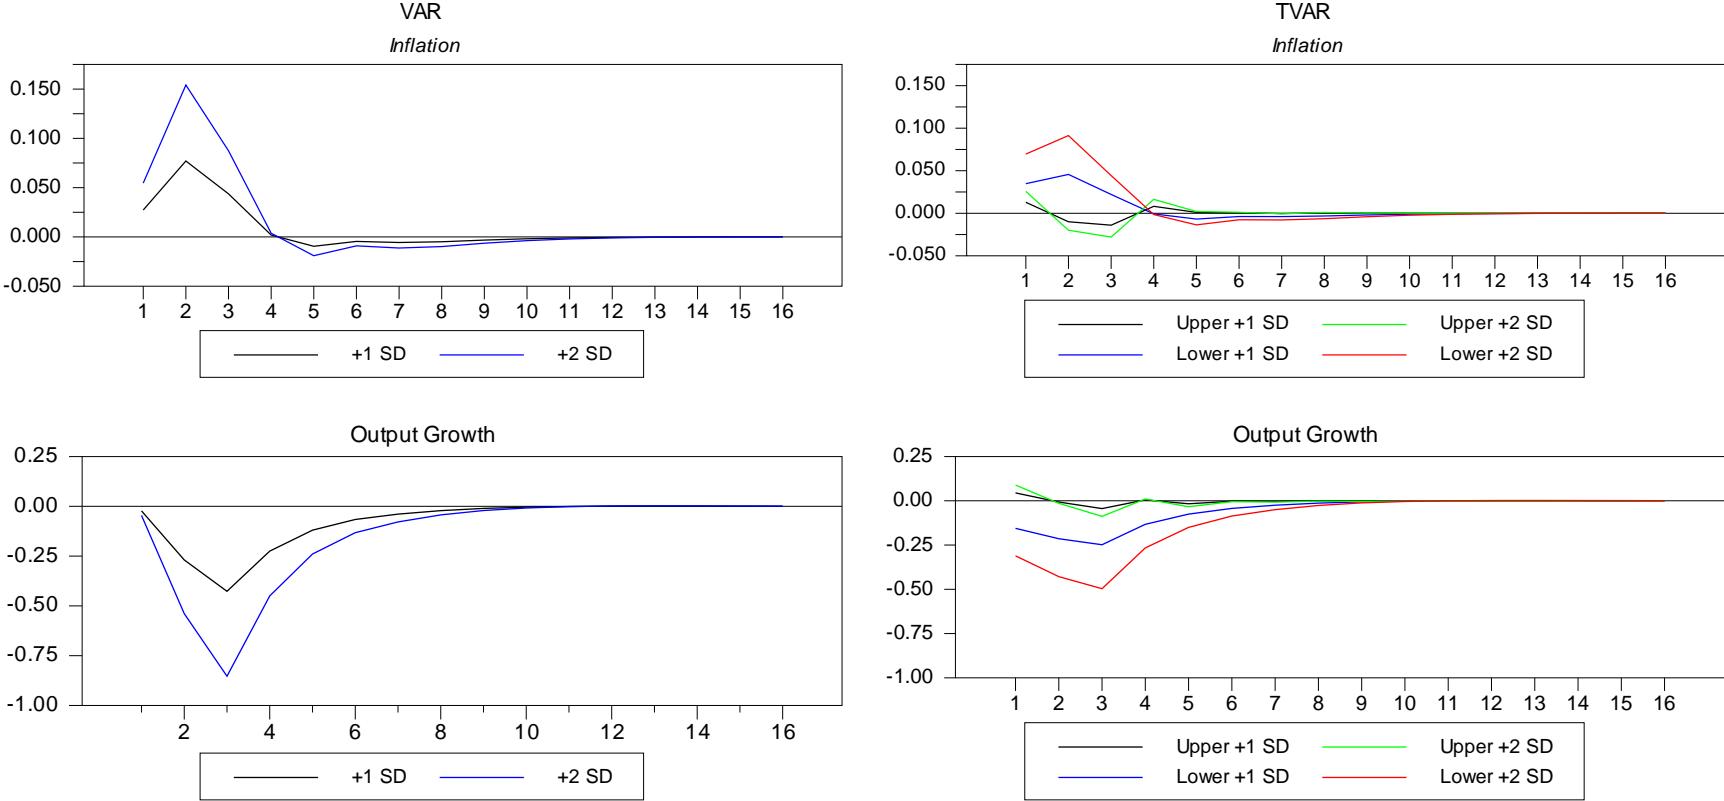 VAR
Inflation
0.150
0.100
0.050
0.000
-0.050
1 2 3 4 5 6 7 8 9 10 11 12 13 14 15 16
+1 SD +2 SD
Output Growth
0.25
0.00
-0.25
-0.50
-0.75
-1.00
2 4 6 8 10 12 14 16
+1 SD +2 SD
TVAR
Inflation
0.150
0.100
0.050
0.000
-0.050
1 2 3 4 5 6 7 8 9 10 11 12 13 14 15 16
Upper +1 SD Upper +2 SD
Lower +1 SD Lower +2 SD
Output Growth
0.25
0.00
-0.25
-0.50
-0.75
-1.00
1 2 3 4 5 6 7 8 9 10 11 12 13 14 15 16
Upper +1 SD Upper +2 SD
Lower +1 SD Lower +2 SD